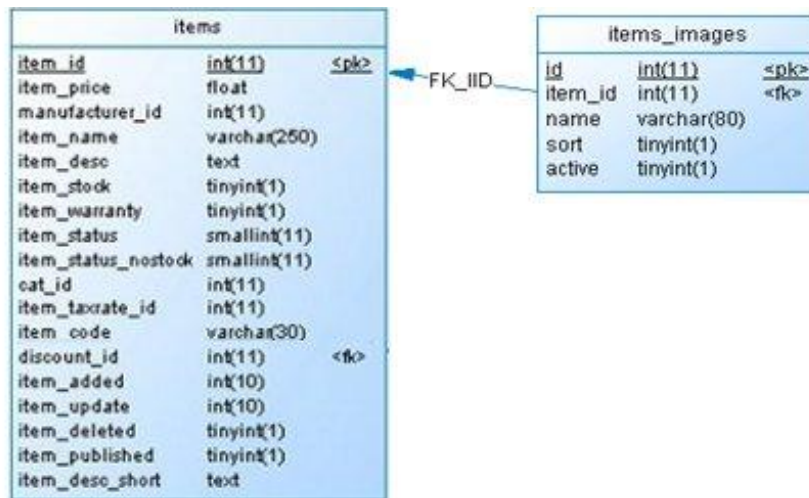 items
item_id int(11) <pk>
item_price float
manufacturer_id int(11)
item_name varchar(250)
item_desc text
item_stock tinyint(1)
item_warranty tinyint(1)
item_status smallint(11)
item_status_nostock smallint(11)
cat_id int(11)
item_taxrate_id int(11)
item_code varchar(30)
discount_id int(11) <fk>
item_added int(10)
item_update int(10)
item_deleted tinyint(1)
item_published tinyint(1)
item_desc_short text
FK_IID
items_images
id int(11) <pk>
item_id int(11) <fk>
name varchar(80)
sort tinyint(1)
active tinyint(1)